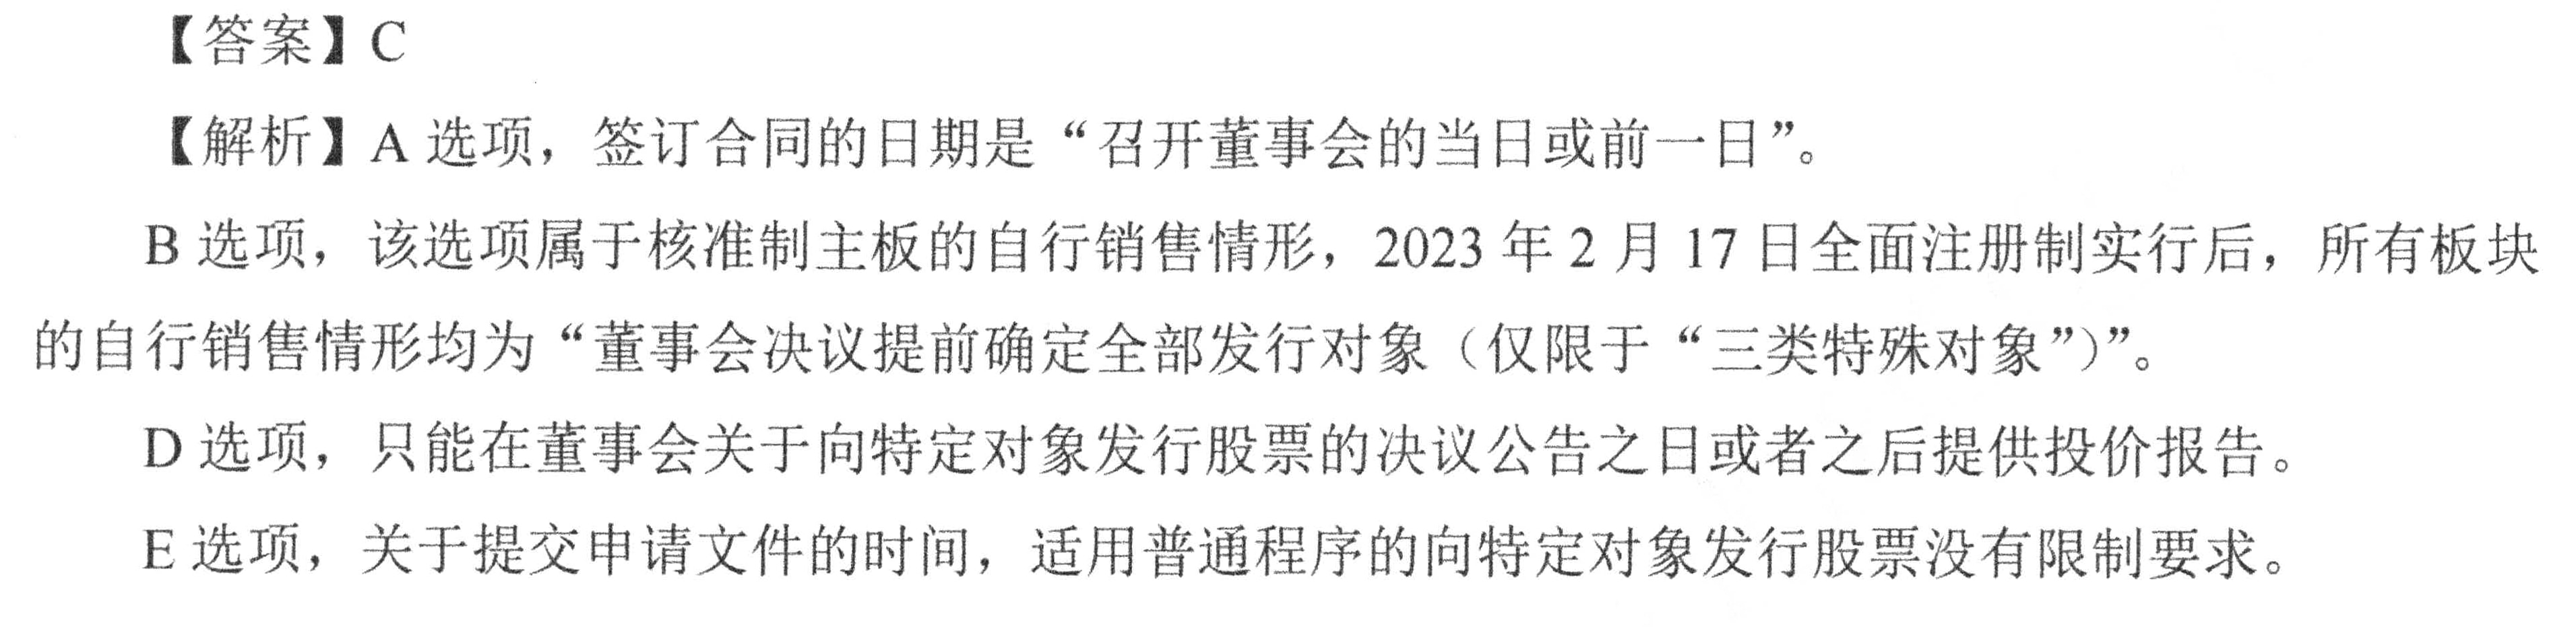 【答案】C
【解析】A 选项，签订合同的日期是“召开董事会的当日或前一日”。
B 选项，该选项属于核准制主板的自行销售情形，2023 年 2 月 17 日全面注册制实行后，所有板块
的自行销售情形均为“董事会决议提前确定全部发行对象（仅限于“三类特殊对象”）”。
D 选项，只能在董事会关于向特定对象发行股票的决议公告之日或者之后提供投价报告。
E 选项，关于提交申请文件的时间，适用普通程序的向特定对象发行股票没有限制要求。